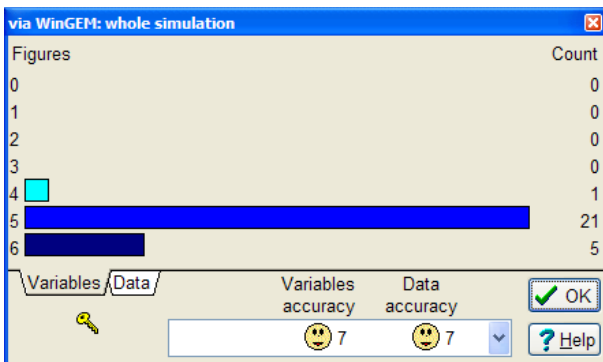 via WinGEM: whole simulation
Figures Count
0 0
1 0
2 0
3 0
4 1
5 21
6 5
Variables Data
Variables accuracy Data accuracy
7 7
OK
? Help